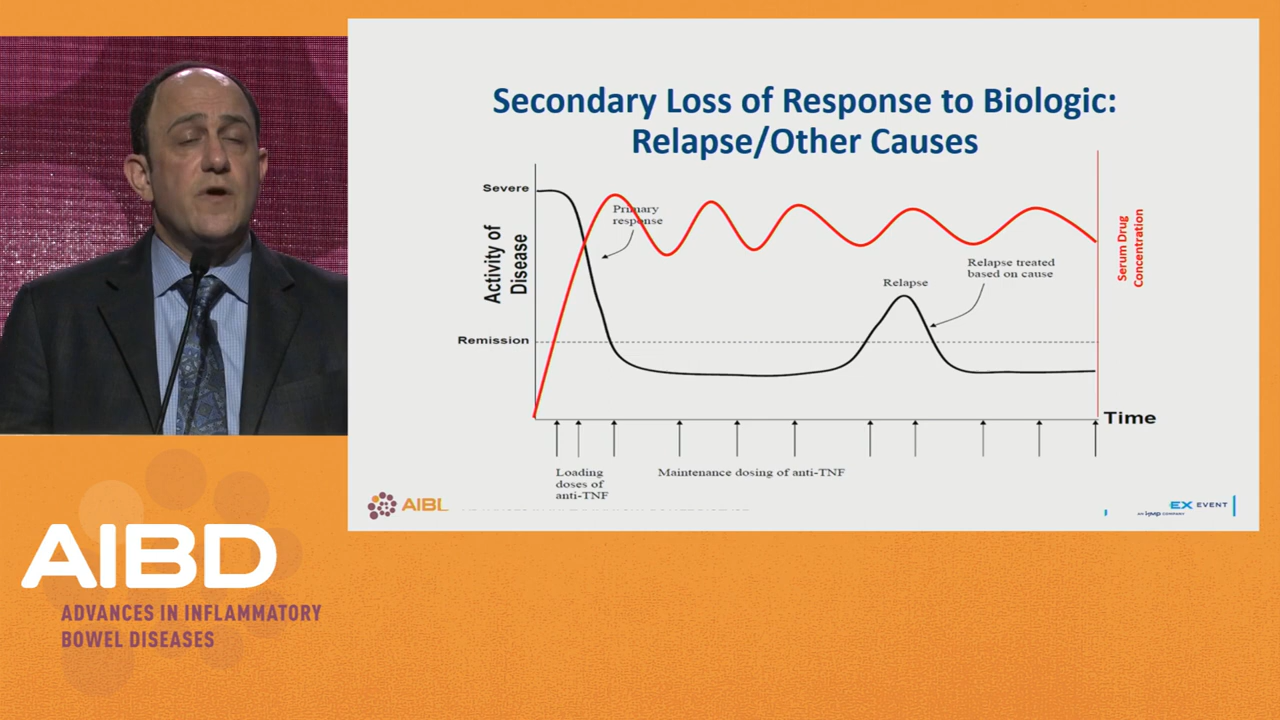 Secondary Loss of Response to Biologic:
Relapse/Other Causes
Severe
Primary
response
Activity of
Disease
Relapse treated
based on cause
Relapse
Serum Drug
Concentration
Remission
Time
Loading
doses of
anti-TNF
Maintenance dosing of anti-TNF
AIBL
EX EVENT
AN COMPANY
AIBD
ADVANCES IN INFLAMMATORY
BOWEL DISEASES